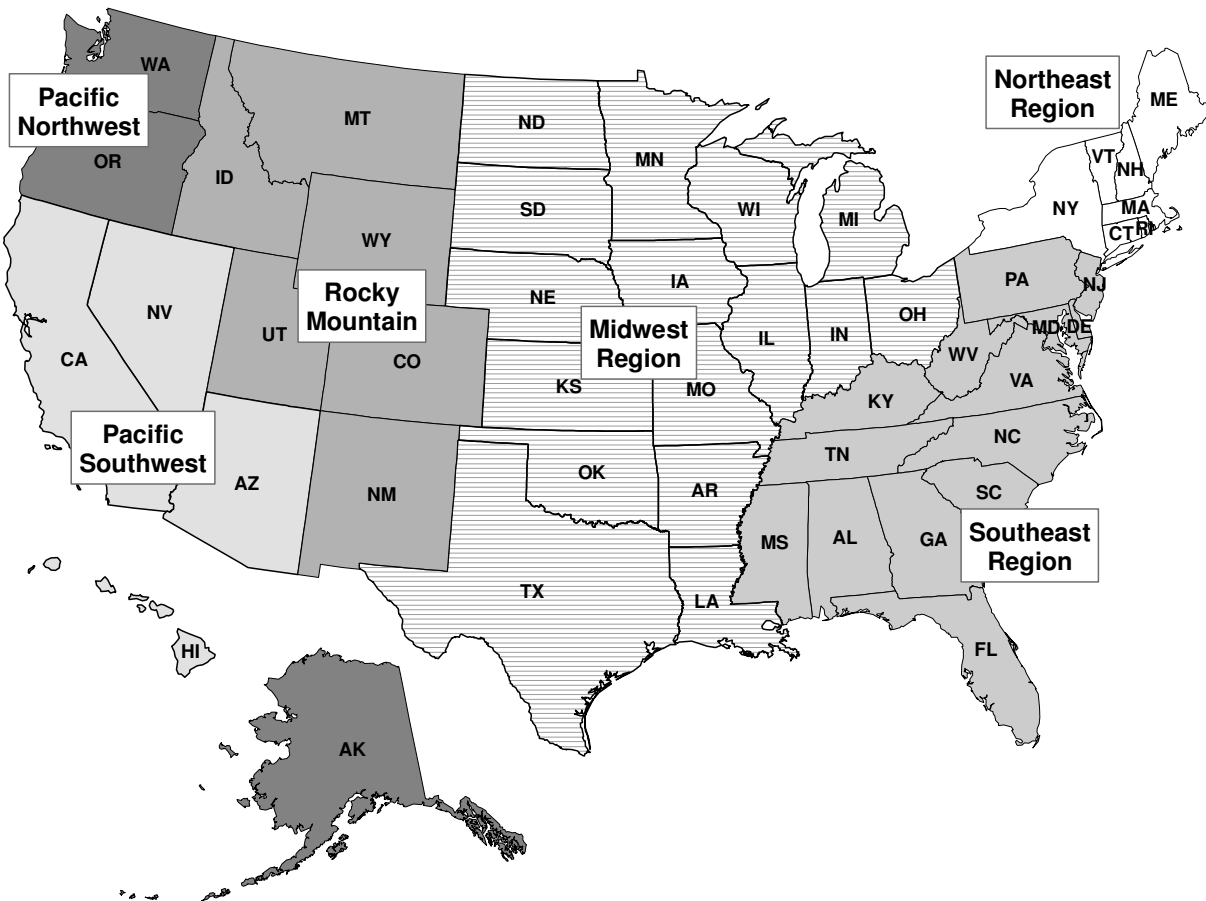 WA
Pacific
Northwest
OR
ID
MT
WY
Rocky
Mountain
UT
CO
NM
NV
CA
Pacific
Southwest
AZ
HI
AK
ND
SD
NE
KS
OK
TX
MN
IA
Midwest
Region
MO
AR
LA
WI
MI
IL
IN
OH
Northeast
Region
ME
VT
NH
NY
MA
CT
RI
PA
NJ
MD
DE
WV
VA
KY
NC
TN
SC
MS
AL
GA
Southeast
Region
FL